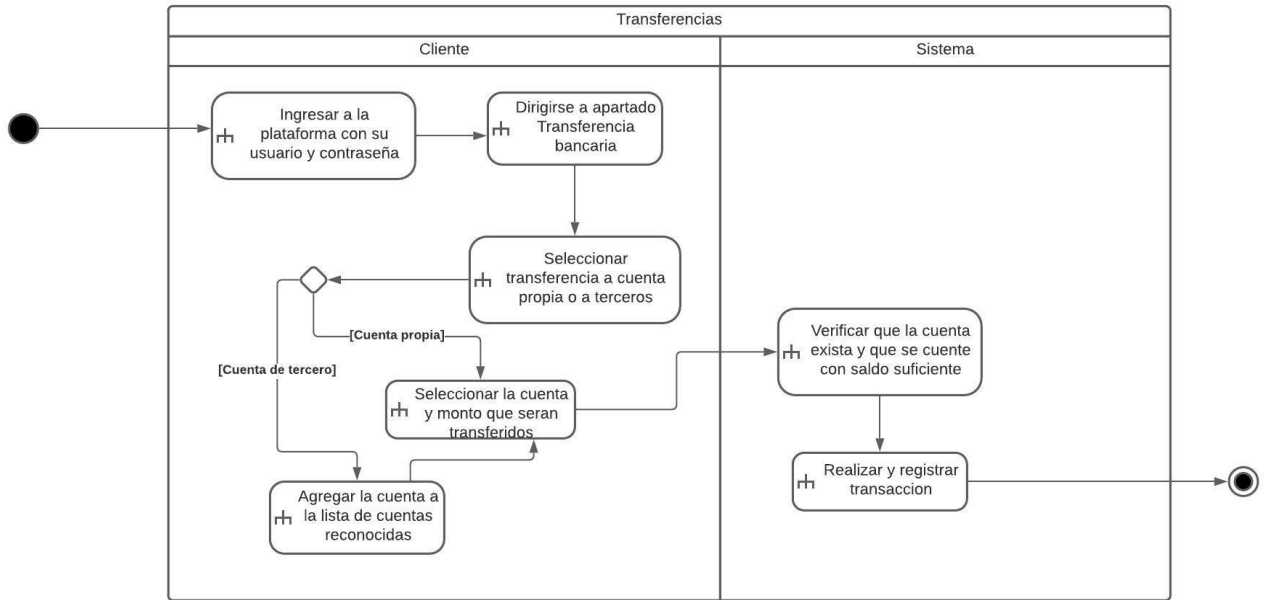 Transferencias
Cliente
Sistema
Ingresar a la
plataforma con su
usuario y contraseña
Dirigirse a apartado
Transferencia
bancaria
Seleccionar
transferencia a cuenta
propia o a terceros
[Cuenta propia]
[Cuenta de tercero]
Seleccionar la cuenta
y monto que seran
transferidos
Agregar la cuenta a
la lista de cuentas
reconocidas
Verificar que la cuenta
exista y que se cuente
con saldo suficiente
Realizar y registrar
transaccion